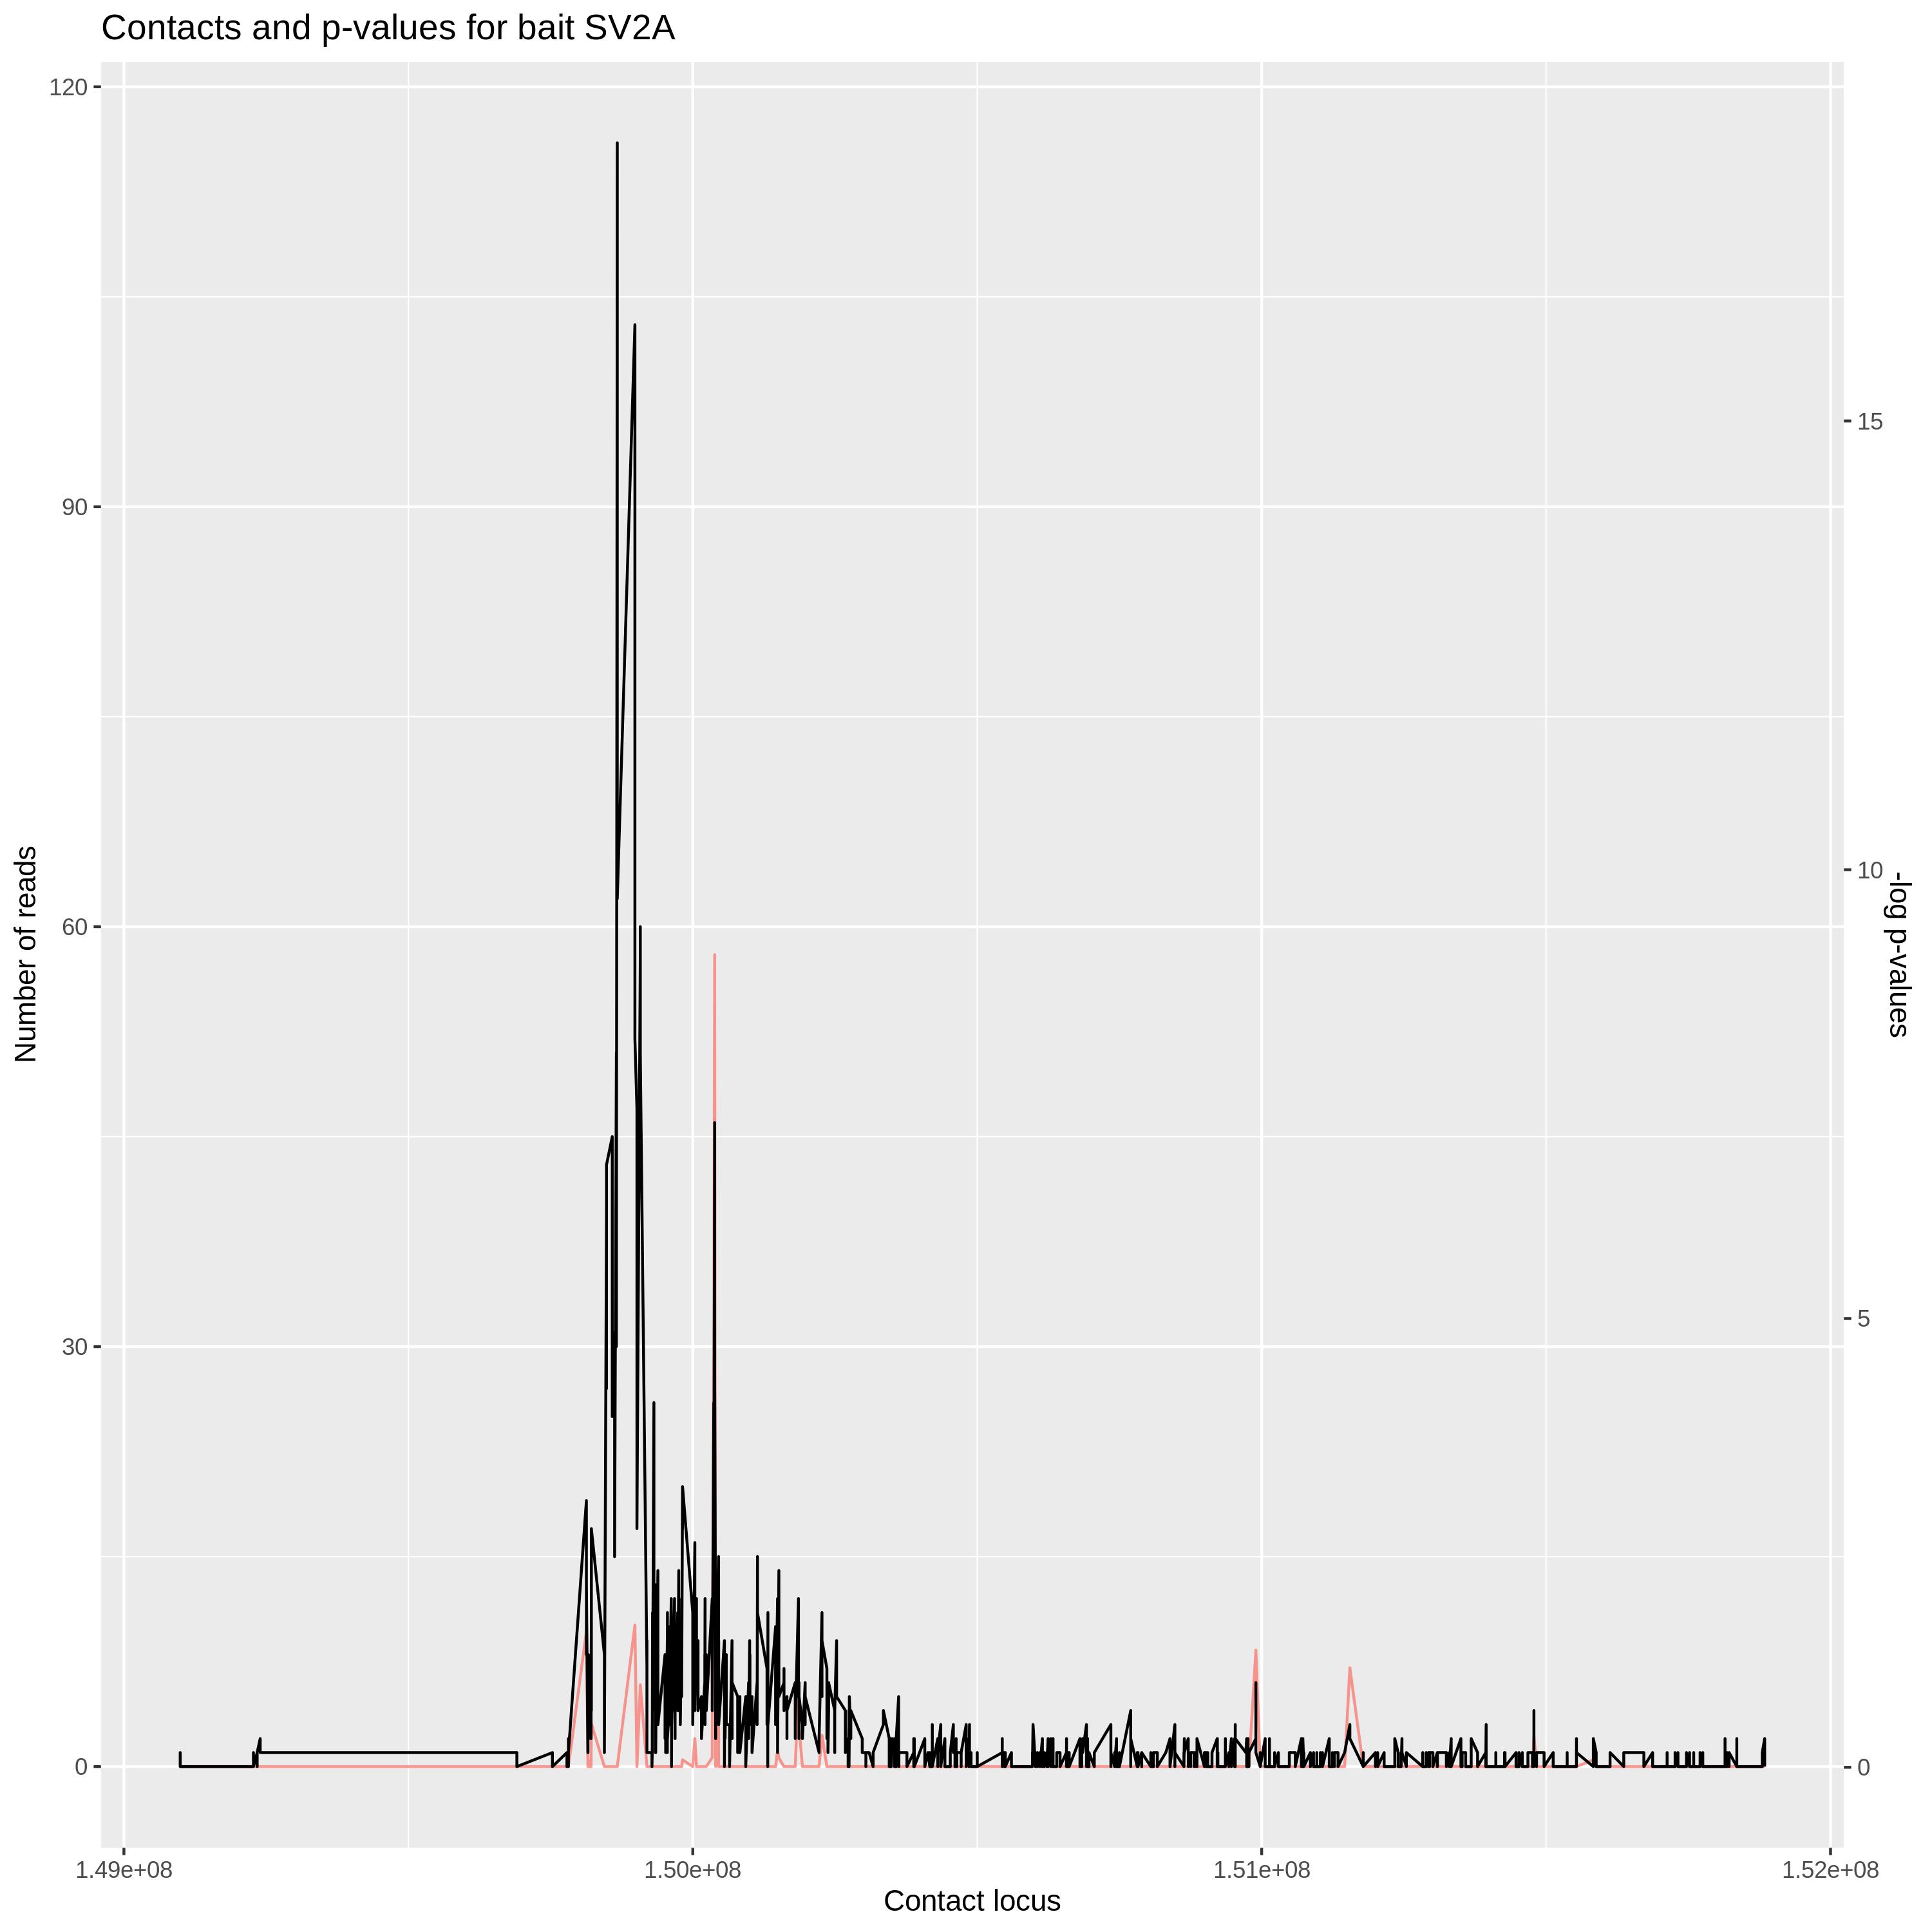 Contacts and p-values for bait SV2A
120
90
60
30
0
15
10
5
0
Number of reads
-log p-values
1.49e+08
1.50e+08
1.51e+08
1.52e+08
Contact locus